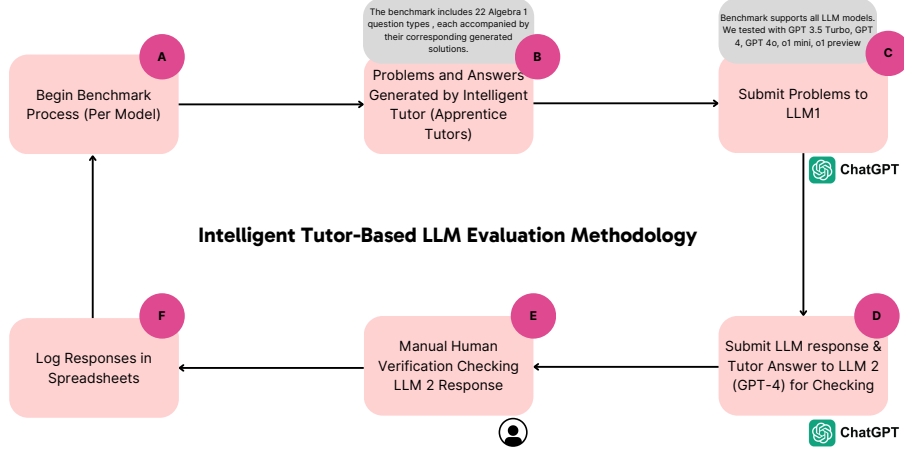 The benchmark includes 22 Algebra 1
question types , each accompanied by
their corresponding generated
solutions.
Benchmark supports all LLM models.
We tested with GPT 3.5 Turbo, GPT
4, GPT 4o, o1 mini, o1 preview
A
Begin Benchmark
Process (Per Model)
B
Problems and Answers
Generated by Intelligent
Tutor (Apprentice
Tutors)
C
Submit Problems to
LLM1
ChatGPT
Intelligent Tutor-Based LLM Evaluation Methodology
F
Log Responses in
Spreadsheets
E
Manual Human
Verification Checking
LLM 2 Response
D
Submit LLM response &
Tutor Answer to LLM 2
(GPT-4) for Checking
ChatGPT